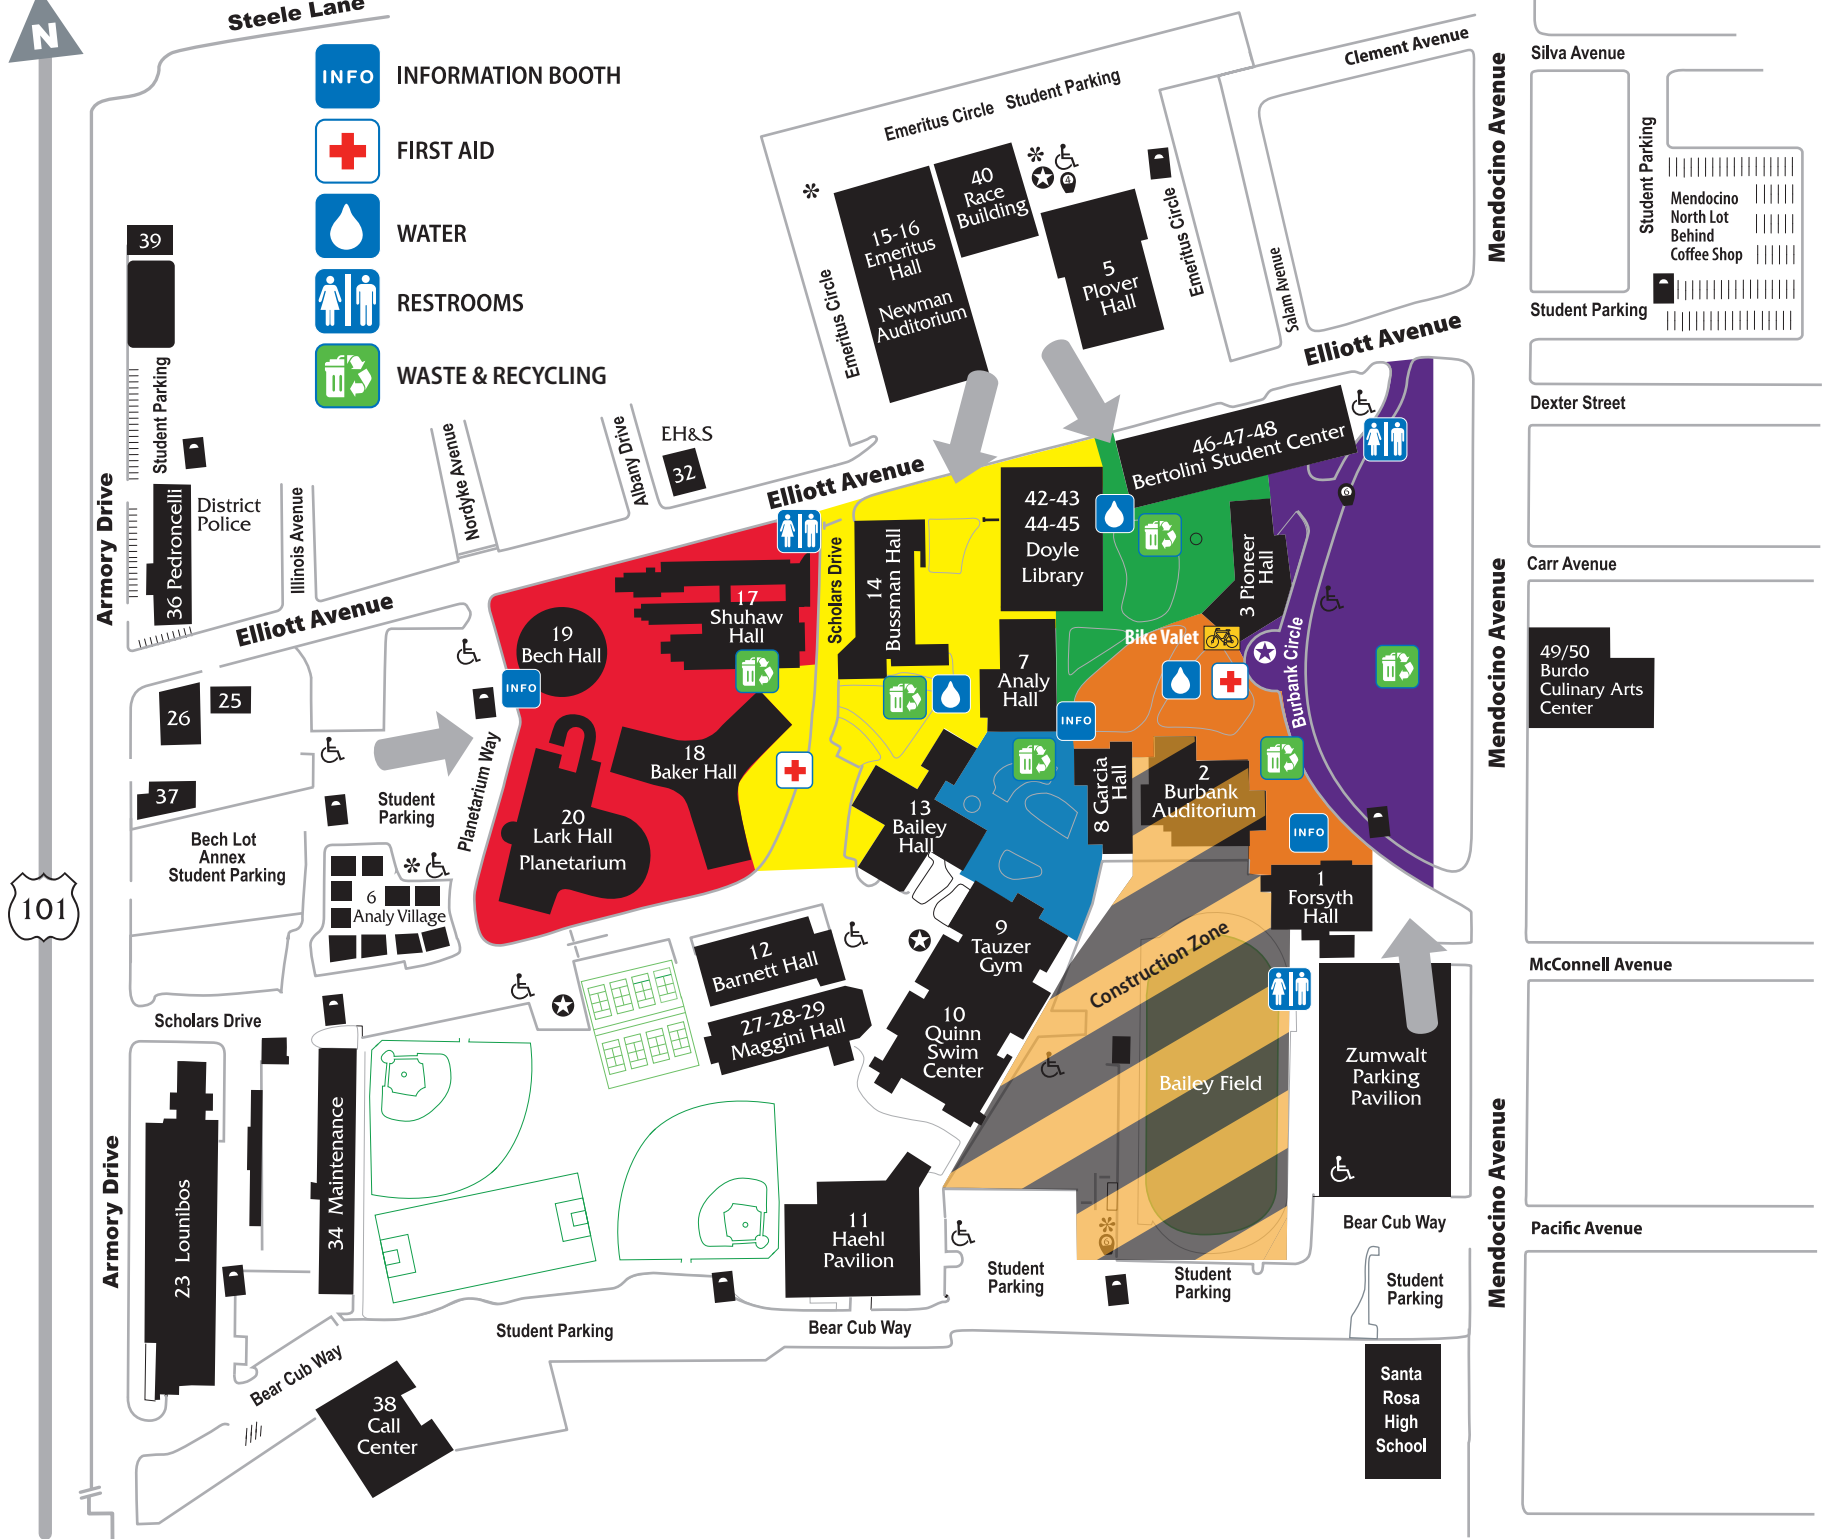 N
Steele Lane
INFO INFORMATION BOOTH
FIRST AID
WATER
RESTROOMS
WASTE & RECYCLING
Clement Avenue
Mendocino Avenue
Silva Avenue
Student Parking
Mendocino
North Lot
Behind
Coffee Shop
Student Parking
Emeritus Circle Student Parking
40
Race
Building
15-16
Emeritus
Hall
Newman
Auditorium
5
Plover
Hall
Emeritus Circle
Emeritus Circle
Salam Avenue
Elliott Avenue
Dexter Street
39
Student Parking
Armory Drive
36 Pedroncelli
District
Police
Illinois Avenue
Nordyke Avenue
Albany Drive
EH&S
32
Elliott Avenue
Elliott Avenue
46-47-48
Bertolini Student Center
42-43
44-45
Doyle
Library
14
Bussman Hall
Scholars Drive
17
Shuhaw
Hall
19
Bech Hall
INFO
3 Pioneer
Hall
Bike Valet
7
Analy
Hall
INFO
Burbank Circle
Mendocino Avenue
Carr Avenue
49/50
Burdo
Culinary Arts
Center
26
25
37
Bech Lot
Annex
Student Parking
Student
Parking
Planetarium Way
18
Baker Hall
20
Lark Hall
Planetarium
13
Bailey
Hall
8 Garcia
Hall
2
Burbank
Auditorium
INFO
1
Forsyth
Hall
101
6
Analy Village
12
Barnett Hall
27-28-29
Maggini Hall
9
Tauzer
Gym
10
Quinn
Swim
Center
Construction Zone
Bailey Field
Zumwalt
Parking
Pavilion
McConnell Avenue
Scholars Drive
Armory Drive
23 Lounibos
34 Maintenance
11
Haehl
Pavilion
Student
Parking
Student
Parking
Bear Cub Way
Student
Parking
Mendocino Avenue
Pacific Avenue
Student Parking
Bear Cub Way
Bear Cub Way
38
Call
Center
Santa
Rosa
High
School